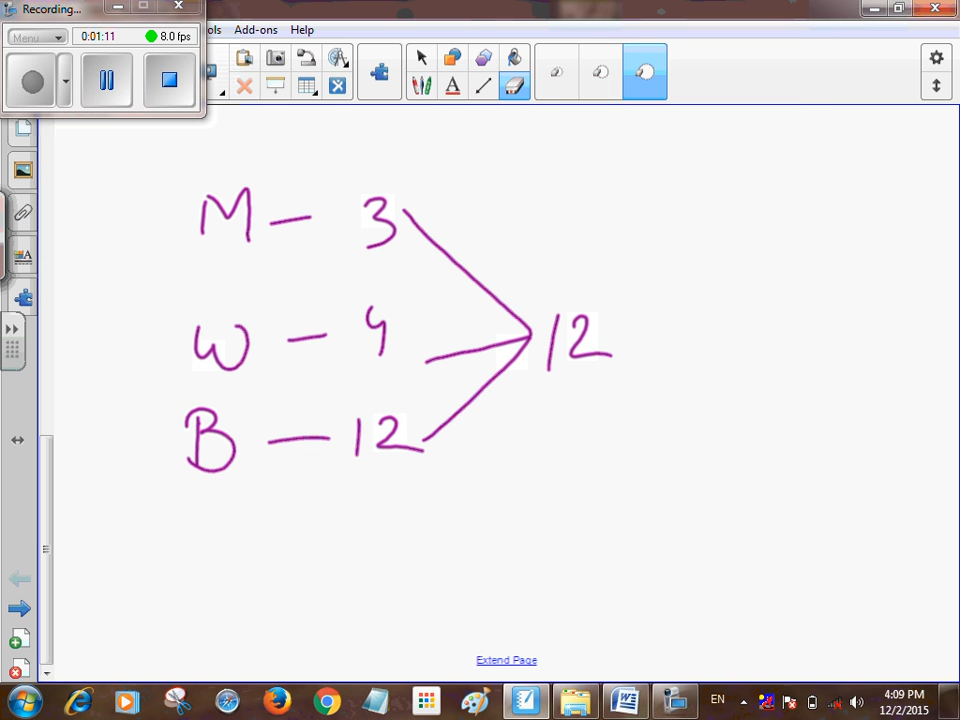 Recording...
Menu 0:01:11 8.0 fps
ols Add-ons Help
M - 3
W - 4 12
B - 12
Extend Page
EN 4:09 PM
12/2/2015